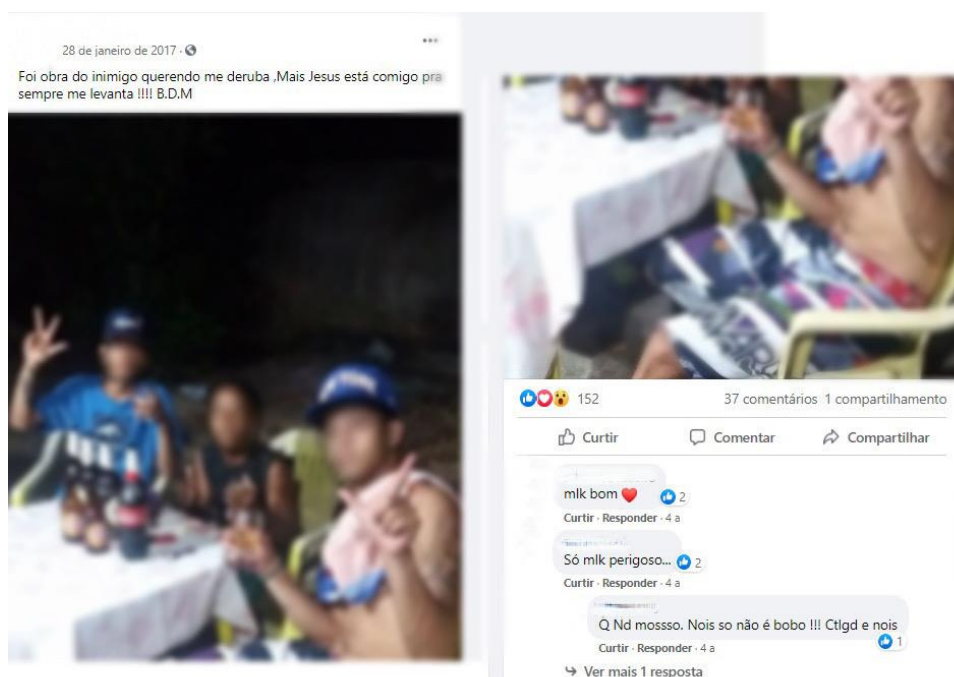 28 de janeiro de 2017 ·
Foi obra do inimigo querendo me deruba ,Mais Jesus está comigo pra
sempre me levanta !!!! B.D.M
152
37 comentários 1 compartilhamento
Curtir
Comentar
Compartilhar
mlk bom ❤️
2
Curtir · Responder · 4 a
Só mlk perigoso...
2
Curtir · Responder · 4 a
Q Nd mossso. Nois so não é bobo !!! Ctlgd e nois
1
Curtir · Responder · 4 a
Ver mais 1 resposta